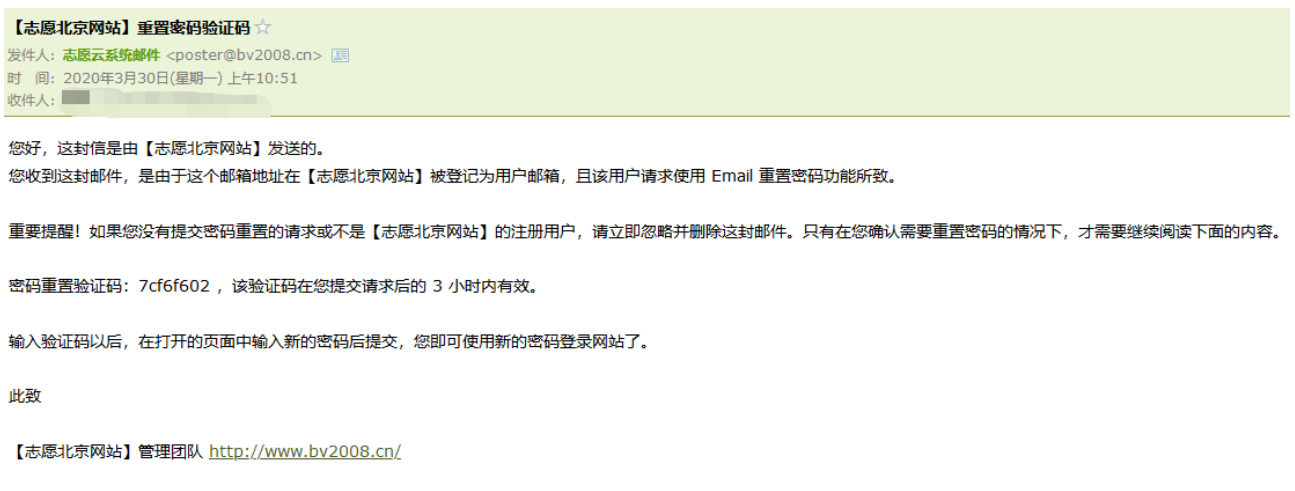 【志愿北京网站】重置密码验证码
发件人：志愿云系统邮件 <poster@bv2008.cn>
时 间：2020年3月30日(星期一) 上午10:51
收件人：
您好，这封信是由【志愿北京网站】发送的。
您收到这封邮件，是由于这个邮箱地址在【志愿北京网站】被登记为用户邮箱，且该用户请求使用 Email 重置密码功能所致。
重要提醒！如果您没有提交密码重置的请求或不是【志愿北京网站】的注册用户，请立即忽略并删除这封邮件。只有在您确认需要重置密码的情况下，才需要继续阅读下面的内容。
密码重置验证码：7cf6f602 ，该验证码在您提交请求后的 3 小时内有效。
输入验证码以后，在打开的页面中输入新的密码后提交，您即可使用新的密码登录网站了。
此致
【志愿北京网站】管理团队 http://www.bv2008.cn/